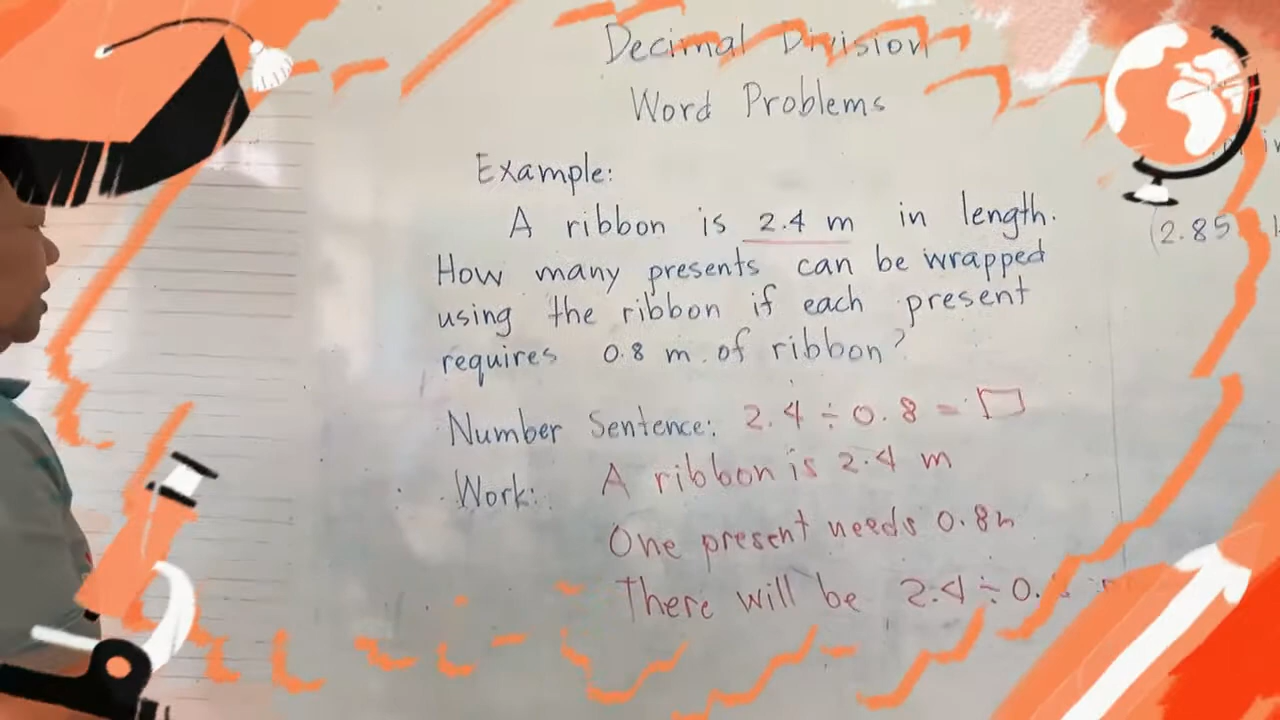 Decimal Division
Word Problems
Example:
A ribbon is 2.4 m in length.
How many presents can be wrapped
using the ribbon if each present
requires 0.8 m of ribbon?
Number Sentence: 2.4 ÷ 0.8 = □
Work: A ribbon is 2.4 m
One present needs 0.8m
There will be 2.4 ÷ 0.
(2.85